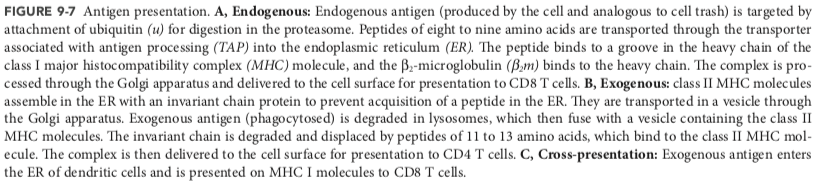 FIGURE 9-7 Antigen presentation. A, Endogenous: Endogenous antigen (produced by the cell and analogous to cell trash) is targeted by
attachment of ubiquitin (u) for digestion in the proteasome. Peptides of eight to nine amino acids are transported through the transporter
associated with antigen processing (TAP) into the endoplasmic reticulum (ER). The peptide binds to a groove in the heavy chain of the
class I major histocompatibility complex (MHC) molecule, and the β₂-microglobulin (β₂m) binds to the heavy chain. The complex is pro-
cessed through the Golgi apparatus and delivered to the cell surface for presentation to CD8 T cells. B, Exogenous: class II MHC molecules
assemble in the ER with an invariant chain protein to prevent acquisition of a peptide in the ER. They are transported in a vesicle through
the Golgi apparatus. Exogenous antigen (phagocytosed) is degraded in lysosomes, which then fuse with a vesicle containing the class II
MHC molecules. The invariant chain is degraded and displaced by peptides of 11 to 13 amino acids, which bind to the class II MHC mol-
ecule. The complex is then delivered to the cell surface for presentation to CD4 T cells. C, Cross-presentation: Exogenous antigen enters
the ER of dendritic cells and is presented on MHC I molecules to CD8 T cells.